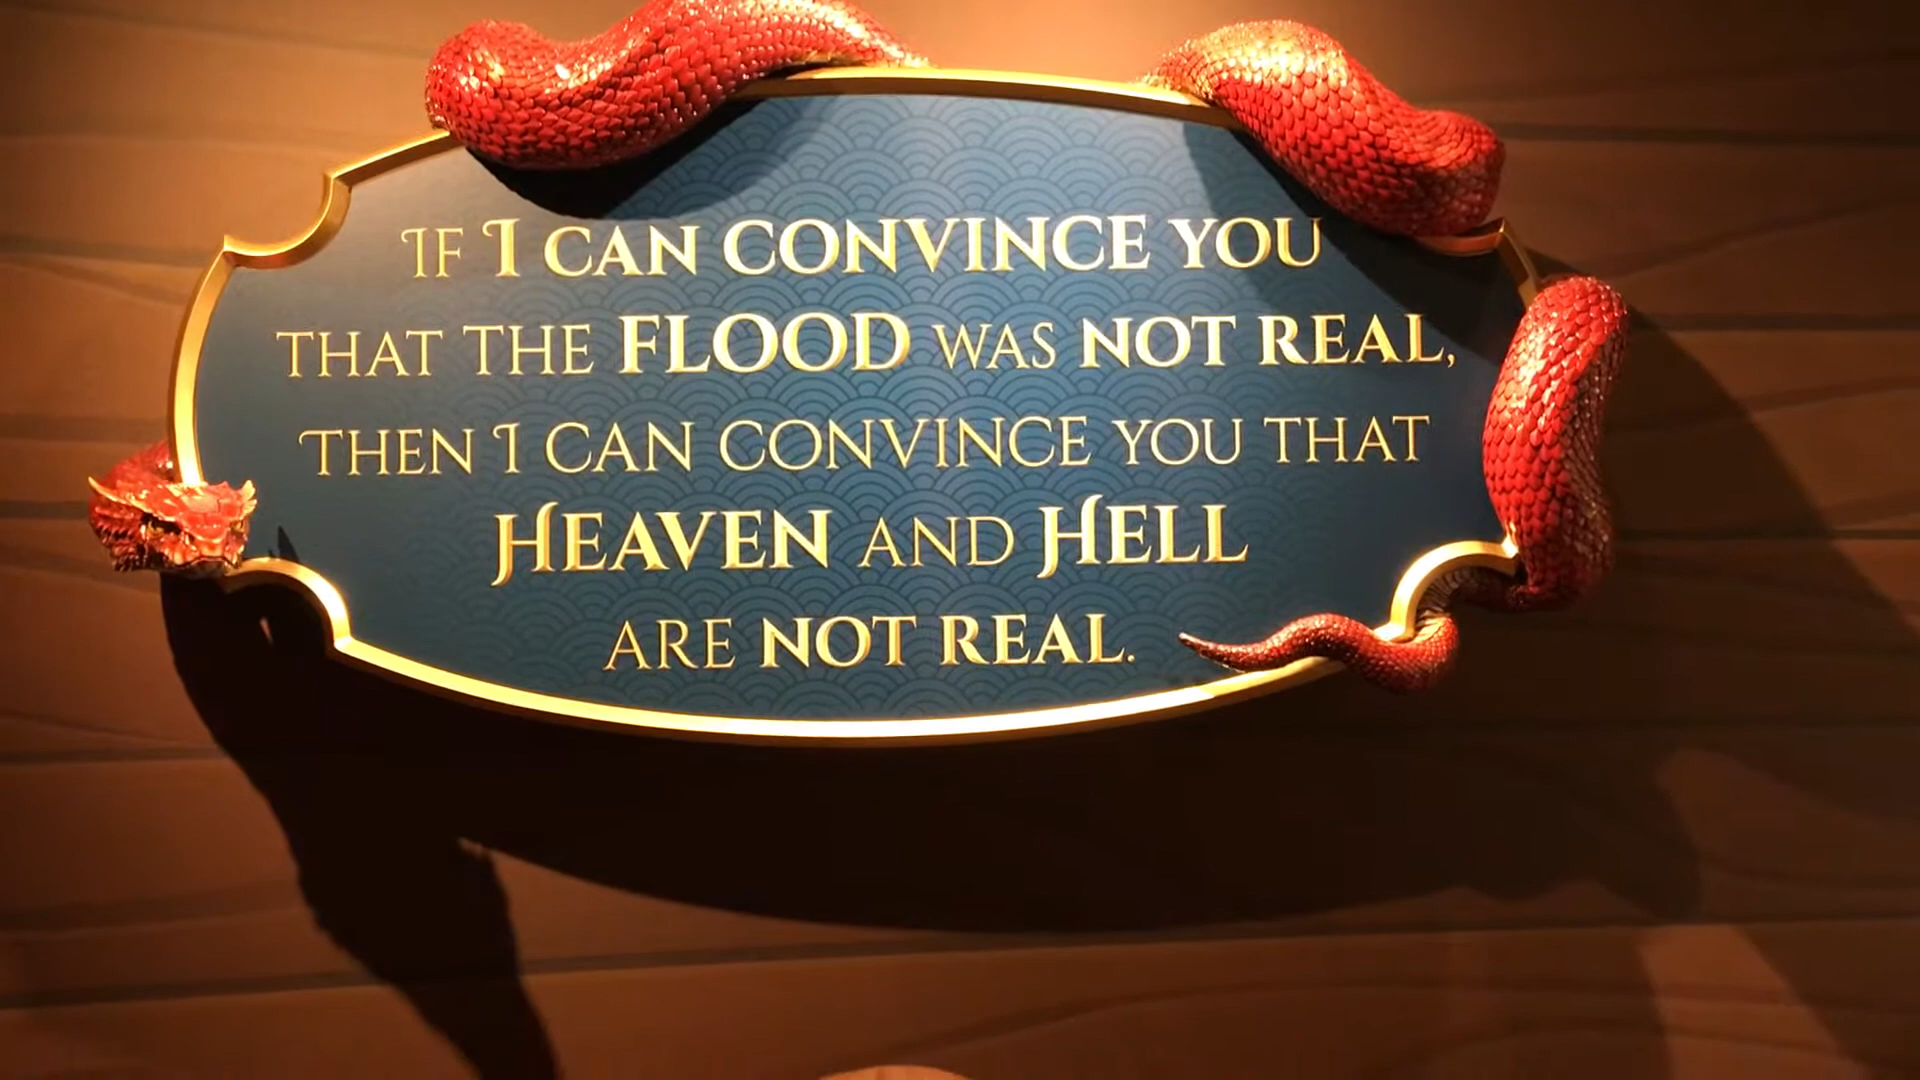 IF I CAN CONVINCE YOU
THAT THE FLOOD WAS NOT REAL,
THEN I CAN CONVINCE YOU THAT
HEAVEN AND HELL
ARE NOT REAL.